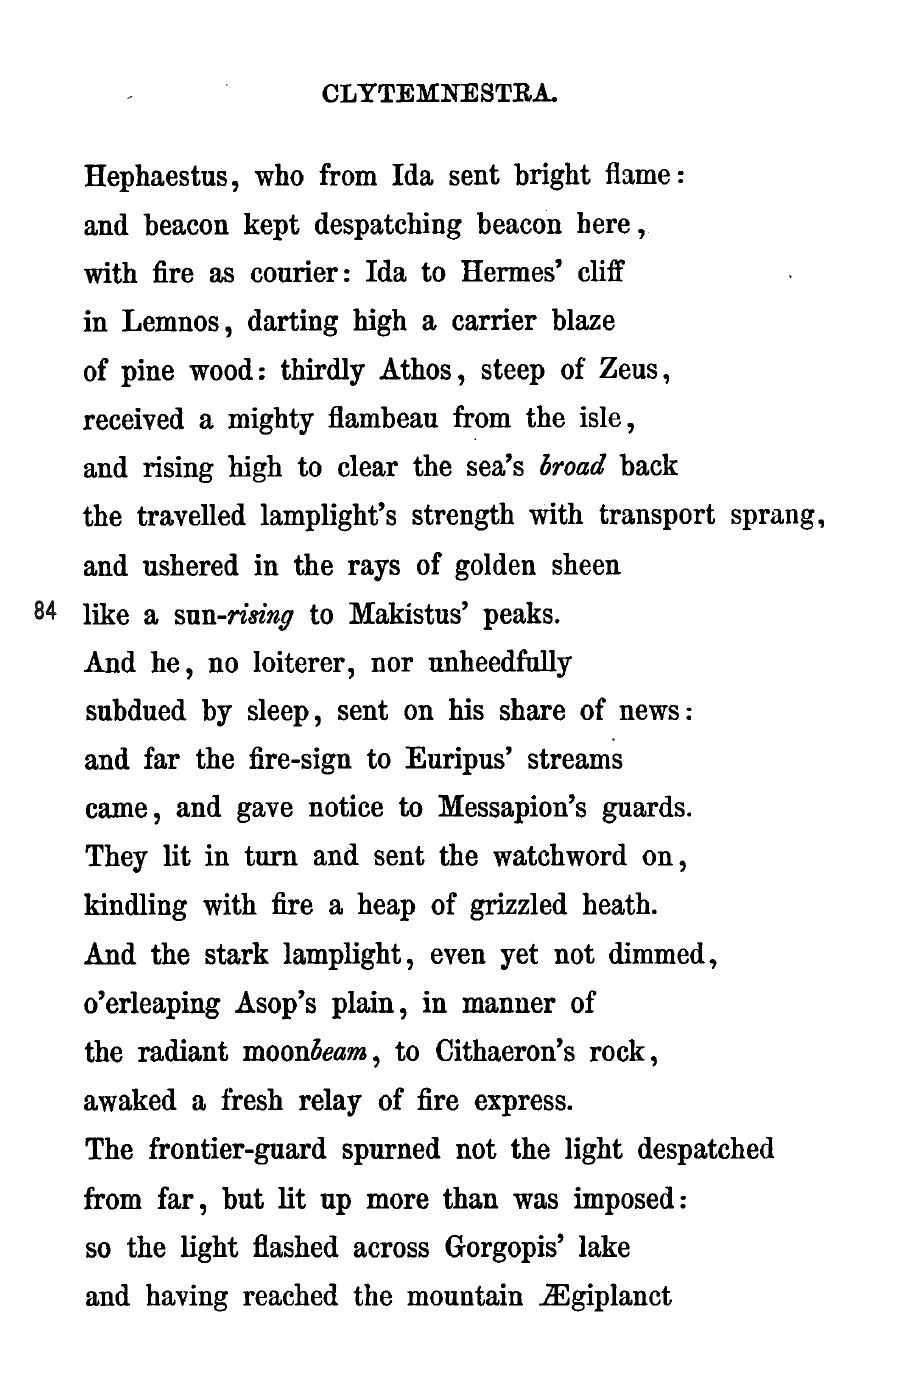 CLYTEMNESTRA.
Hephaestus, who from Ida sent bright flame:
and beacon kept despatching beacon here,
with fire as courier: Ida to Hermes’ cliff
in Lemnos, darting high a carrier blaze
of pine wood: thirdly Athos, steep of Zeus,
received a mighty flambeau from the isle,
and rising high to clear the sea’s broad back
the travelled lamplight’s strength with transport sprang,
and ushered in the rays of golden sheen
84 like a sun-rising to Makistus’ peaks.
And he, no loiterer, nor unheedfully
subdued by sleep, sent on his share of news:
and far the fire-sign to Euripus’ streams
came, and gave notice to Messapion’s guards.
They lit in turn and sent the watchword on,
kindling with fire a heap of grizzled heath.
And the stark lamplight, even yet not dimmed,
o’erleaping Asop’s plain, in manner of
the radiant moonbeam, to Cithaeron’s rock,
awaked a fresh relay of fire express.
The frontier-guard spurned not the light despatched
from far, but lit up more than was imposed:
so the light flashed across Gorgopis’ lake
and having reached the mountain Ægiplanct